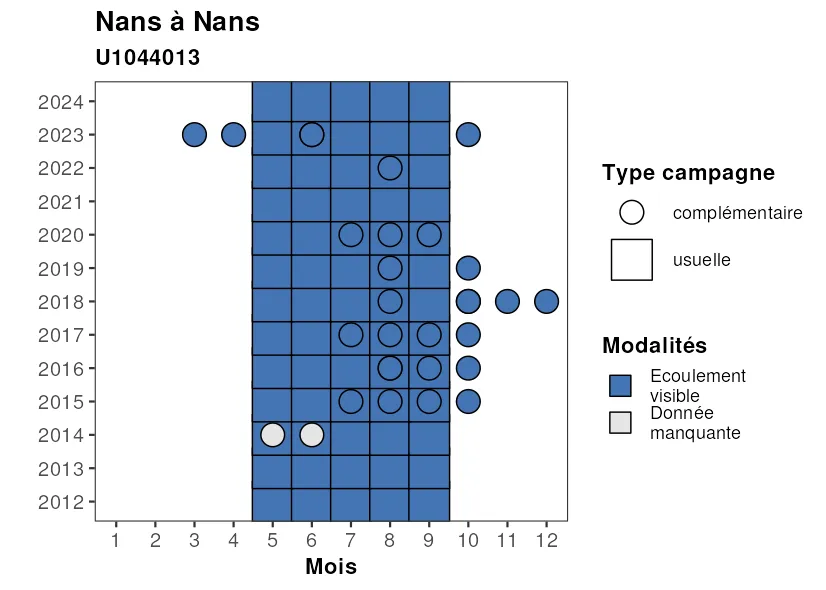 Nans à Nans
U1044013
2024
2023
2022
2021
2020
2019
2018
2017
2016
2015
2014
2013
2012
1 2 3 4 5 6 7 8 9 10 11 12
Mois
Type campagne
complémentaire
usuelle
Modalités
Ecoulement
visible
Donnée
manquante